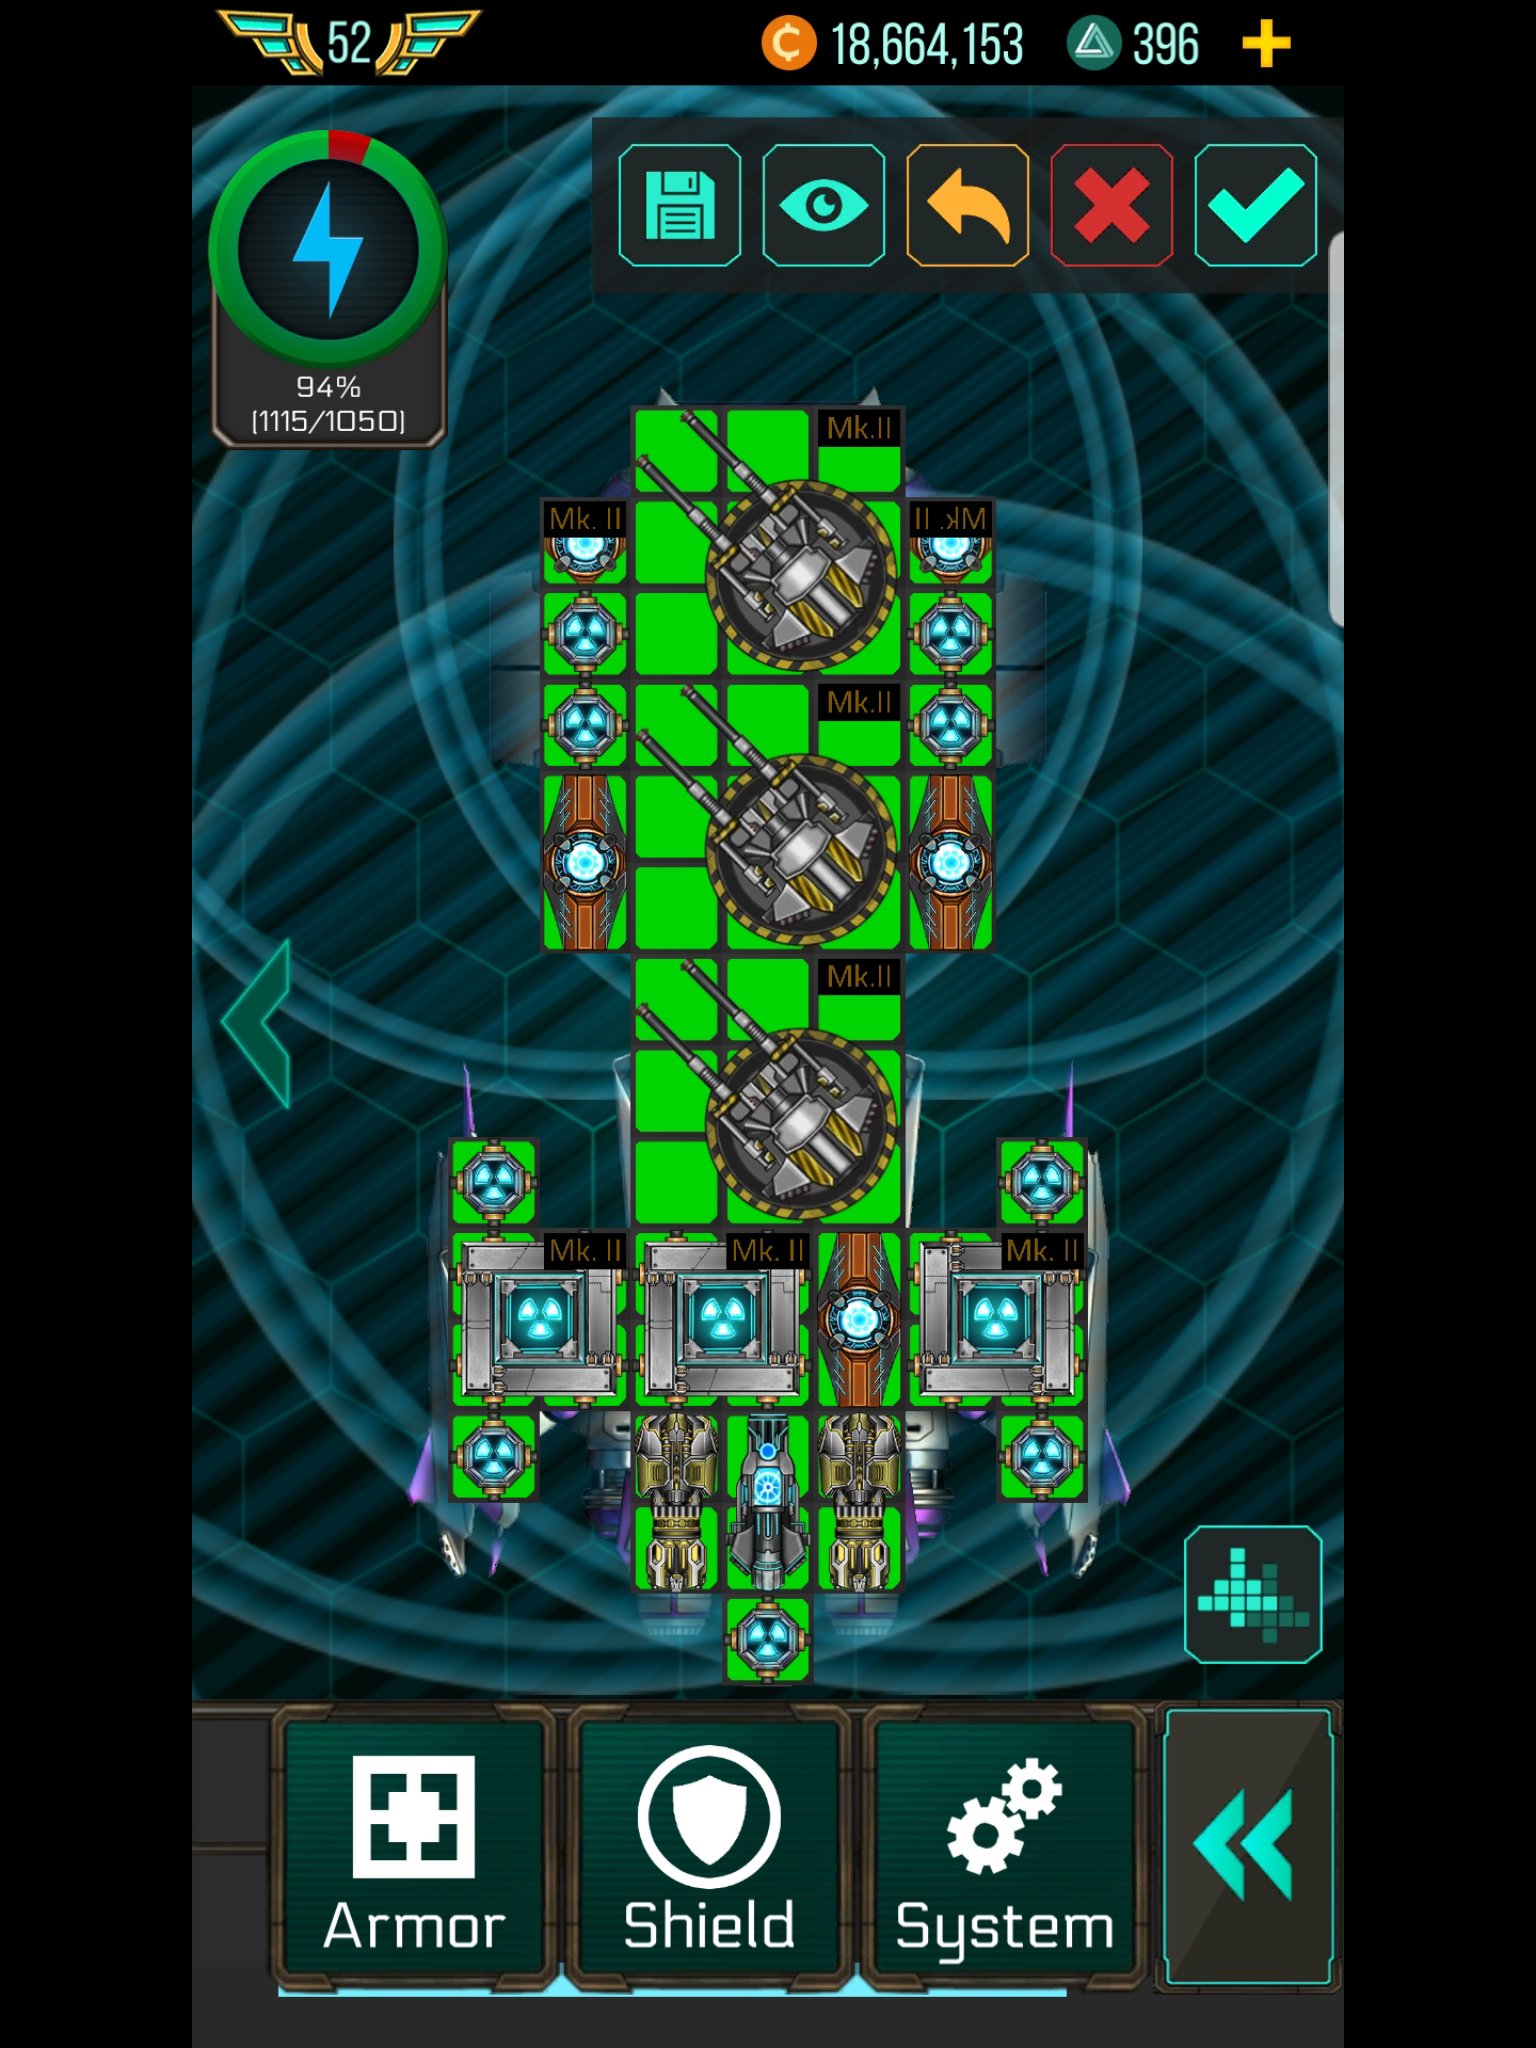 52
18,664,153
396
94%
(1115/1050)
Mk.II
Mk. II
Mk. II
Mk.II
Mk.II
Mk. II
Mk. II
Mk. II
Armor
Shield
System